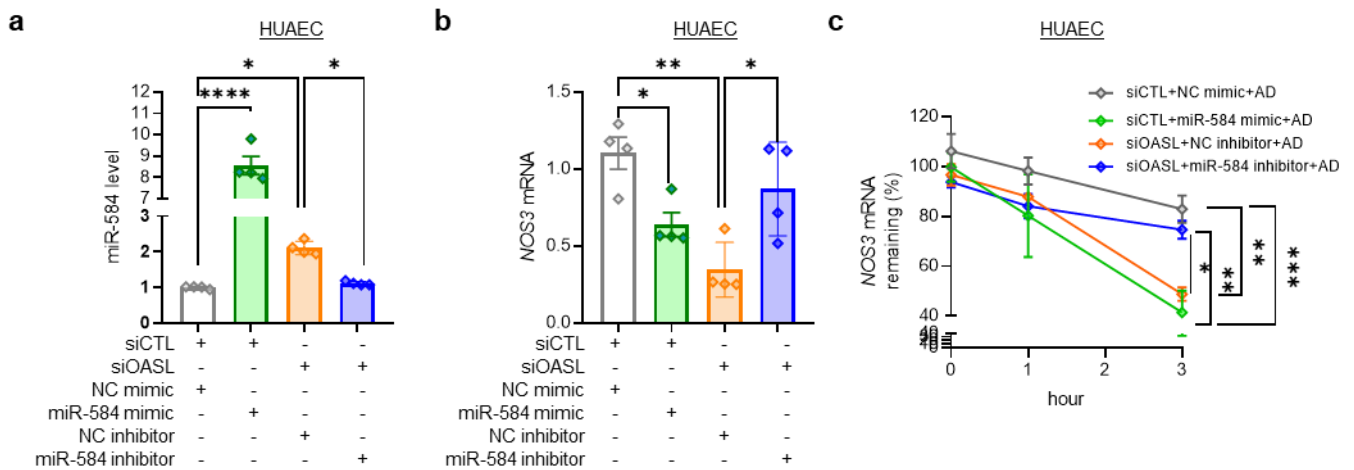 a
HUAEC
* *
****
miR-584 level
12
11
10
9
8
7
3
2
1
0
siCTL + + - -
siOASL - - + +
NC mimic + - - -
miR-584 mimic - + - -
NC inhibitor - - + -
miR-584 inhibitor - - - +
b
HUAEC
** *
*
NOS3 mRNA
1.5
1.0
0.5
0.0
siCTL + + - -
siOASL - - + +
NC mimic + - - -
miR-584 mimic - + - -
NC inhibitor - - + -
miR-584 inhibitor - - - +
c
HUAEC
siCTL+NC mimic+AD
siCTL+miR-584 mimic+AD
siOASL+NC inhibitor+AD
siOASL+miR-584 inhibitor+AD
NOS3 mRNA
remaining (%)
120
100
80
60
40
40
0
* ** ** ***
0 1 2 3
hour